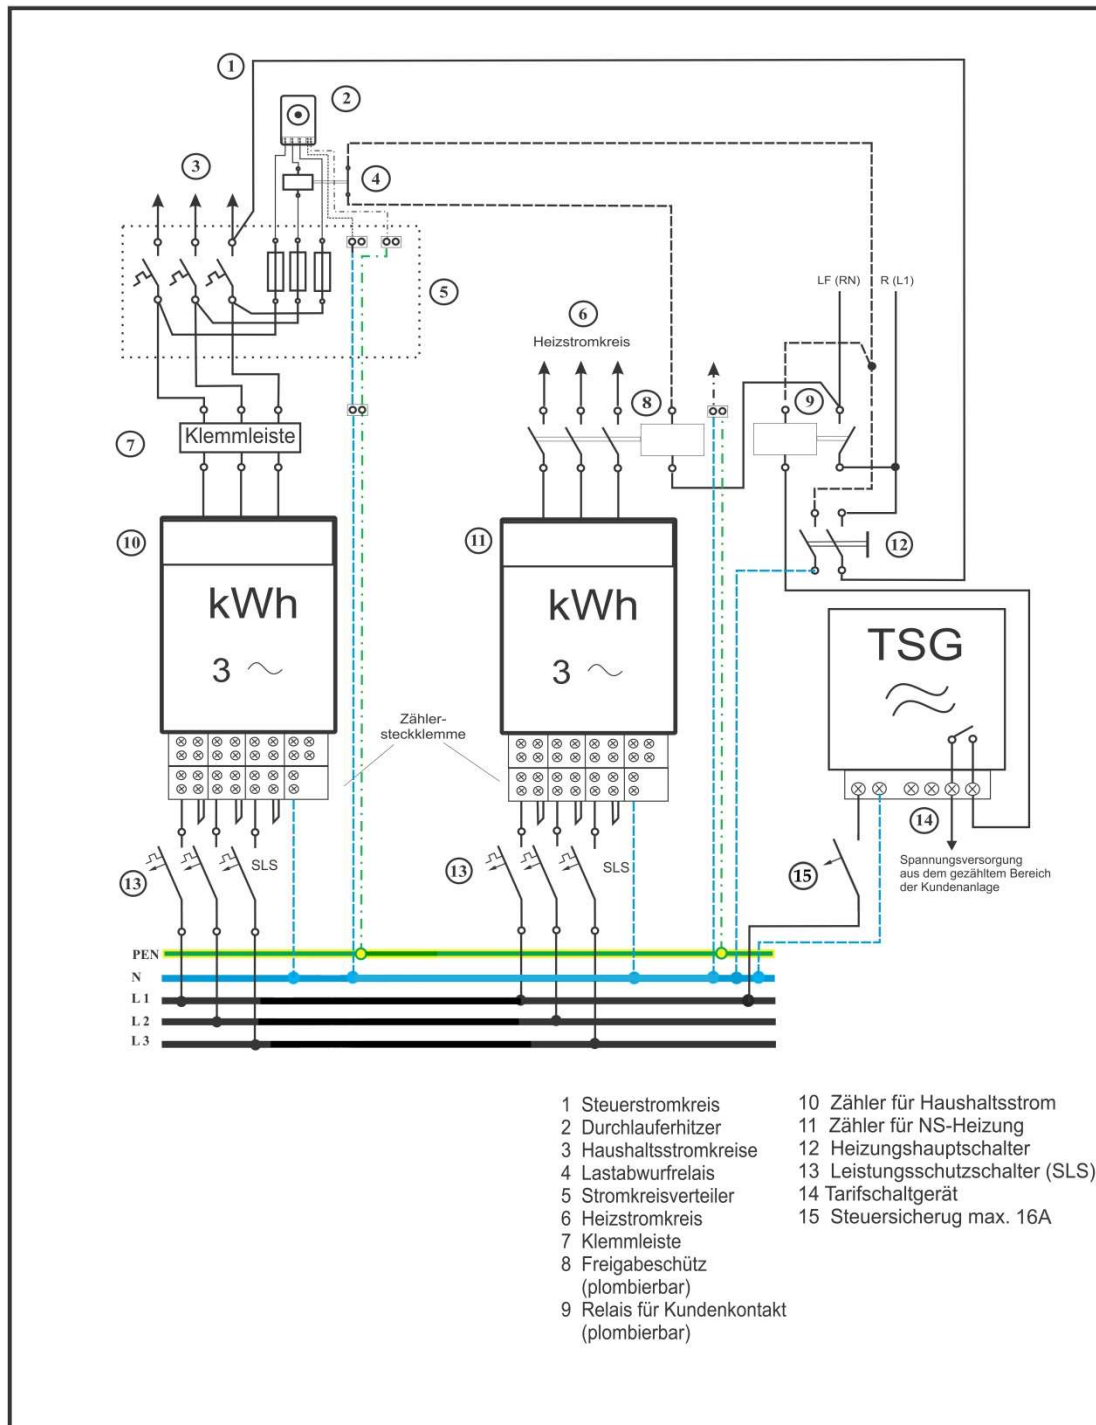 1
2
3
4
5
LF (RN) R (L1)
6
Heizstromkreis
8
9
7
Klemmleiste
10
kWh
3
11
kWh
3
12
TSG
Zähler-
steckklemme
14
Spannungsversorgung
aus dem gezähltem Bereich
der Kundenanlage
13
SLS
13
SLS
15
PEN
N
L 1
L 2
L 3
1 Steuerstromkreis
2 Durchlauferhitzer
3 Haushaltsstromkreise
4 Lastabwurfrelais
5 Stromkreisverteiler
6 Heizstromkreis
7 Klemmleiste
8 Freigabeschütz
(plombierbar)
9 Relais für Kundenkontakt
(plombierbar)
10 Zähler für Haushaltsstrom
11 Zähler für NS-Heizung
12 Heizungshauptschalter
13 Leistungsschutzschalter (SLS)
14 Tarifschaltgerät
15 Steuersicherug max. 16A